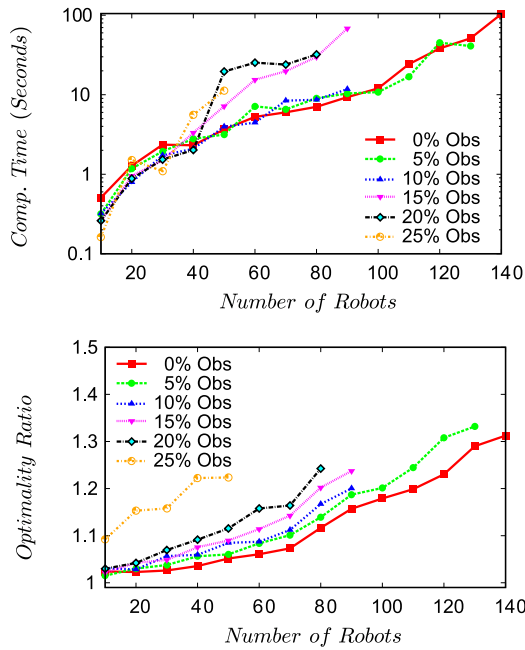 100
10
1
0.1
Comp. Time (Seconds)
0% Obs
5% Obs
10% Obs
15% Obs
20% Obs
25% Obs
20 40 60 80 100 120 140
Number of Robots
1.5
1.4
1.3
1.2
1.1
1
Optimality Ratio
0% Obs
5% Obs
10% Obs
15% Obs
20% Obs
25% Obs
20 40 60 80 100 120 140
Number of Robots